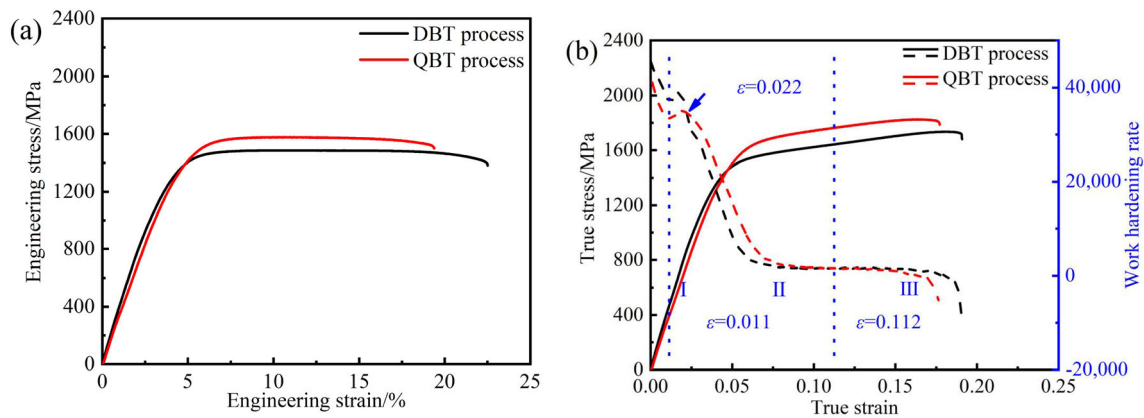 (a)
2400
2000
1600
1200
800
400
0
0
5
10
15
20
25
Engineering stress/MPa
Engineering strain/%
DBT process
QBT process
(b)
2400
2000
1600
1200
800
400
0
0.00
0.05
0.10
0.15
0.20
0.25
True stress/MPa
True strain
DBT process
QBT process
ε=0.022
I
II
III
ε=0.011
ε=0.112
40,000
20,000
0
-20,000
Work hardening rate